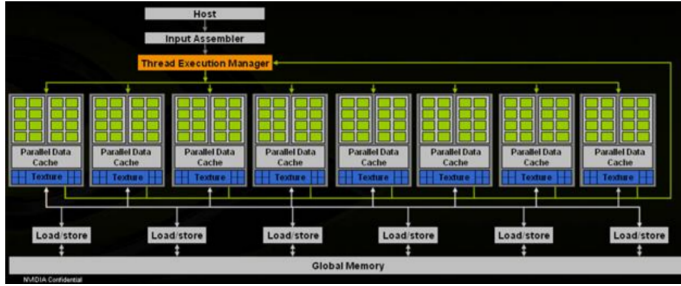 Host
Input Assembler
Thread Execution Manager
Parallel Data Cache
Parallel Data Cache
Parallel Data Cache
Parallel Data Cache
Parallel Data Cache
Parallel Data Cache
Parallel Data Cache
Parallel Data Cache
Texture
Texture
Texture
Texture
Texture
Texture
Texture
Texture
Load/store
Load/store
Load/store
Load/store
Load/store
Load/store
Global Memory
NVIDIA Confidential